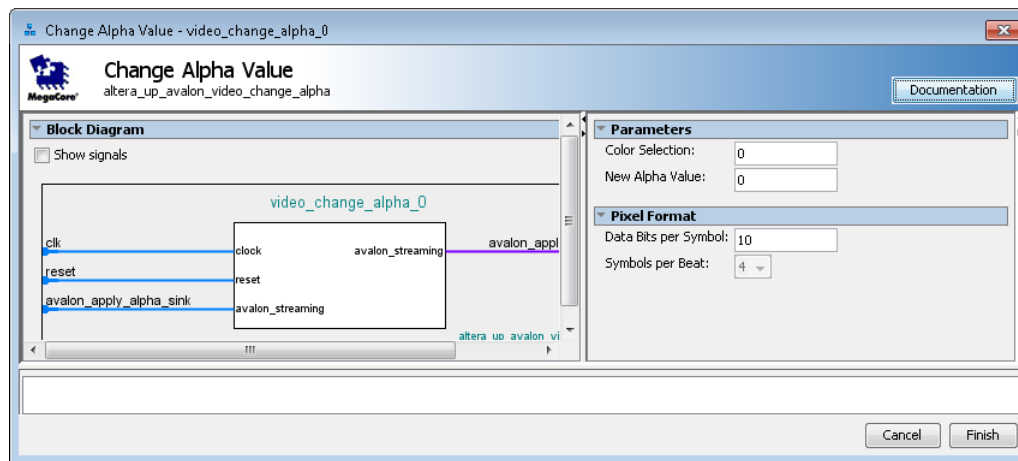 Change Alpha Value - video_change_alpha_0
MegaCore®
Change Alpha Value
altera_up_avalon_video_change_alpha
Documentation
Block Diagram
Show signals
video_change_alpha_0
clk
clock
avalon_streaming
avalon_appl
reset
reset
avalon_apply_alpha_sink
avalon_streaming
altera_up_avalon_vi
Parameters
Color Selection: 0
New Alpha Value: 0
Pixel Format
Data Bits per Symbol: 10
Symbols per Beat: 4
Cancel Finish